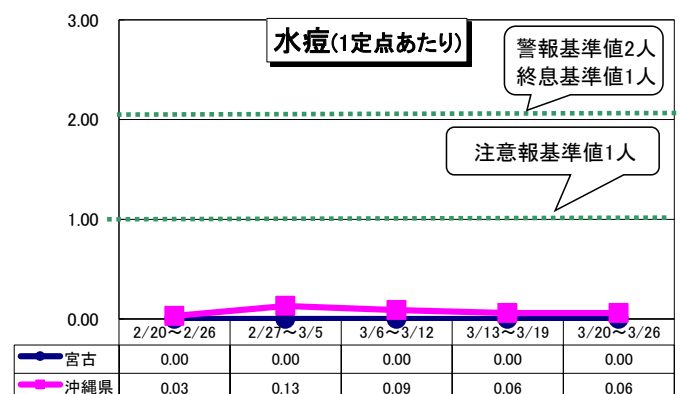 3.00
水痘(1定点あたり)
警報基準値2人
終息基準値1人
2.00
注意報基準値1人
1.00
0.00
2/20～2/26 2/27～3/5 3/6～3/12 3/13～3/19 3/20～3/26
宮古 0.00 0.00 0.00 0.00 0.00
沖縄県 0.03 0.13 0.09 0.06 0.06